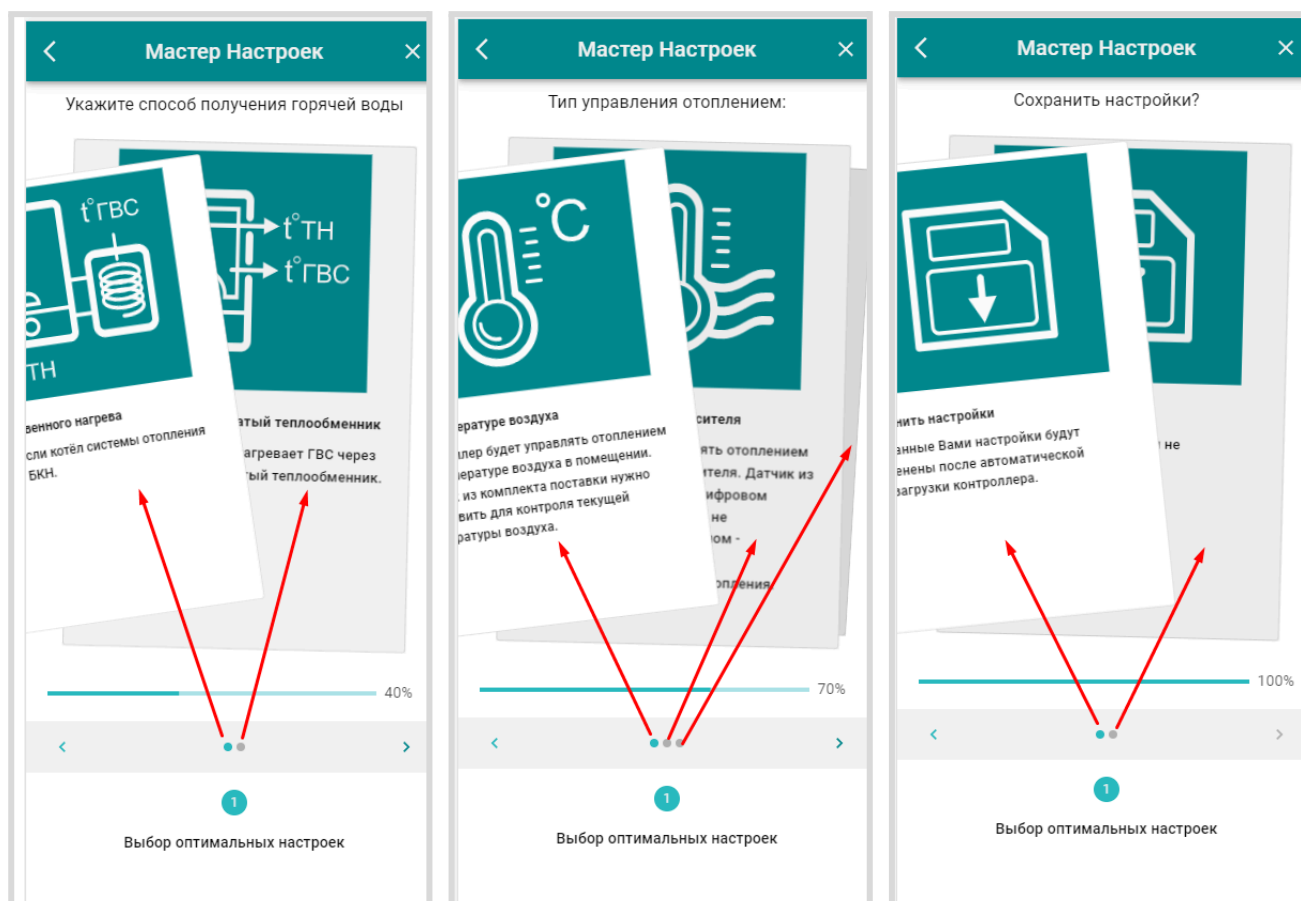 Мастер Настроек
Укажите способ получения горячей воды
t°ГВС
ТН
t°ТН
t°ГВС
венного нагрева
сли котёл системы отопления
БКН.
атый теплообменник
агревает ГВС через
тый теплообменник.
40%
1
Выбор оптимальных настроек
Мастер Настроек
Тип управления отоплением:
°C
ературе воздуха
ллер будет управлять отоплением
пературе воздуха в помещении.
из комплекта поставки нужно
вить для контроля текущей
ратуры воздуха.
сителя
ять отоплением
ителя. Датчик из
ифровом
не
ом -
опления
70%
1
Выбор оптимальных настроек
Мастер Настроек
Сохранить настройки?
нить настройки
анные Вами настройки будут
енены после автоматической
загрузки контроллера.
и не
100%
1
Выбор оптимальных настроек